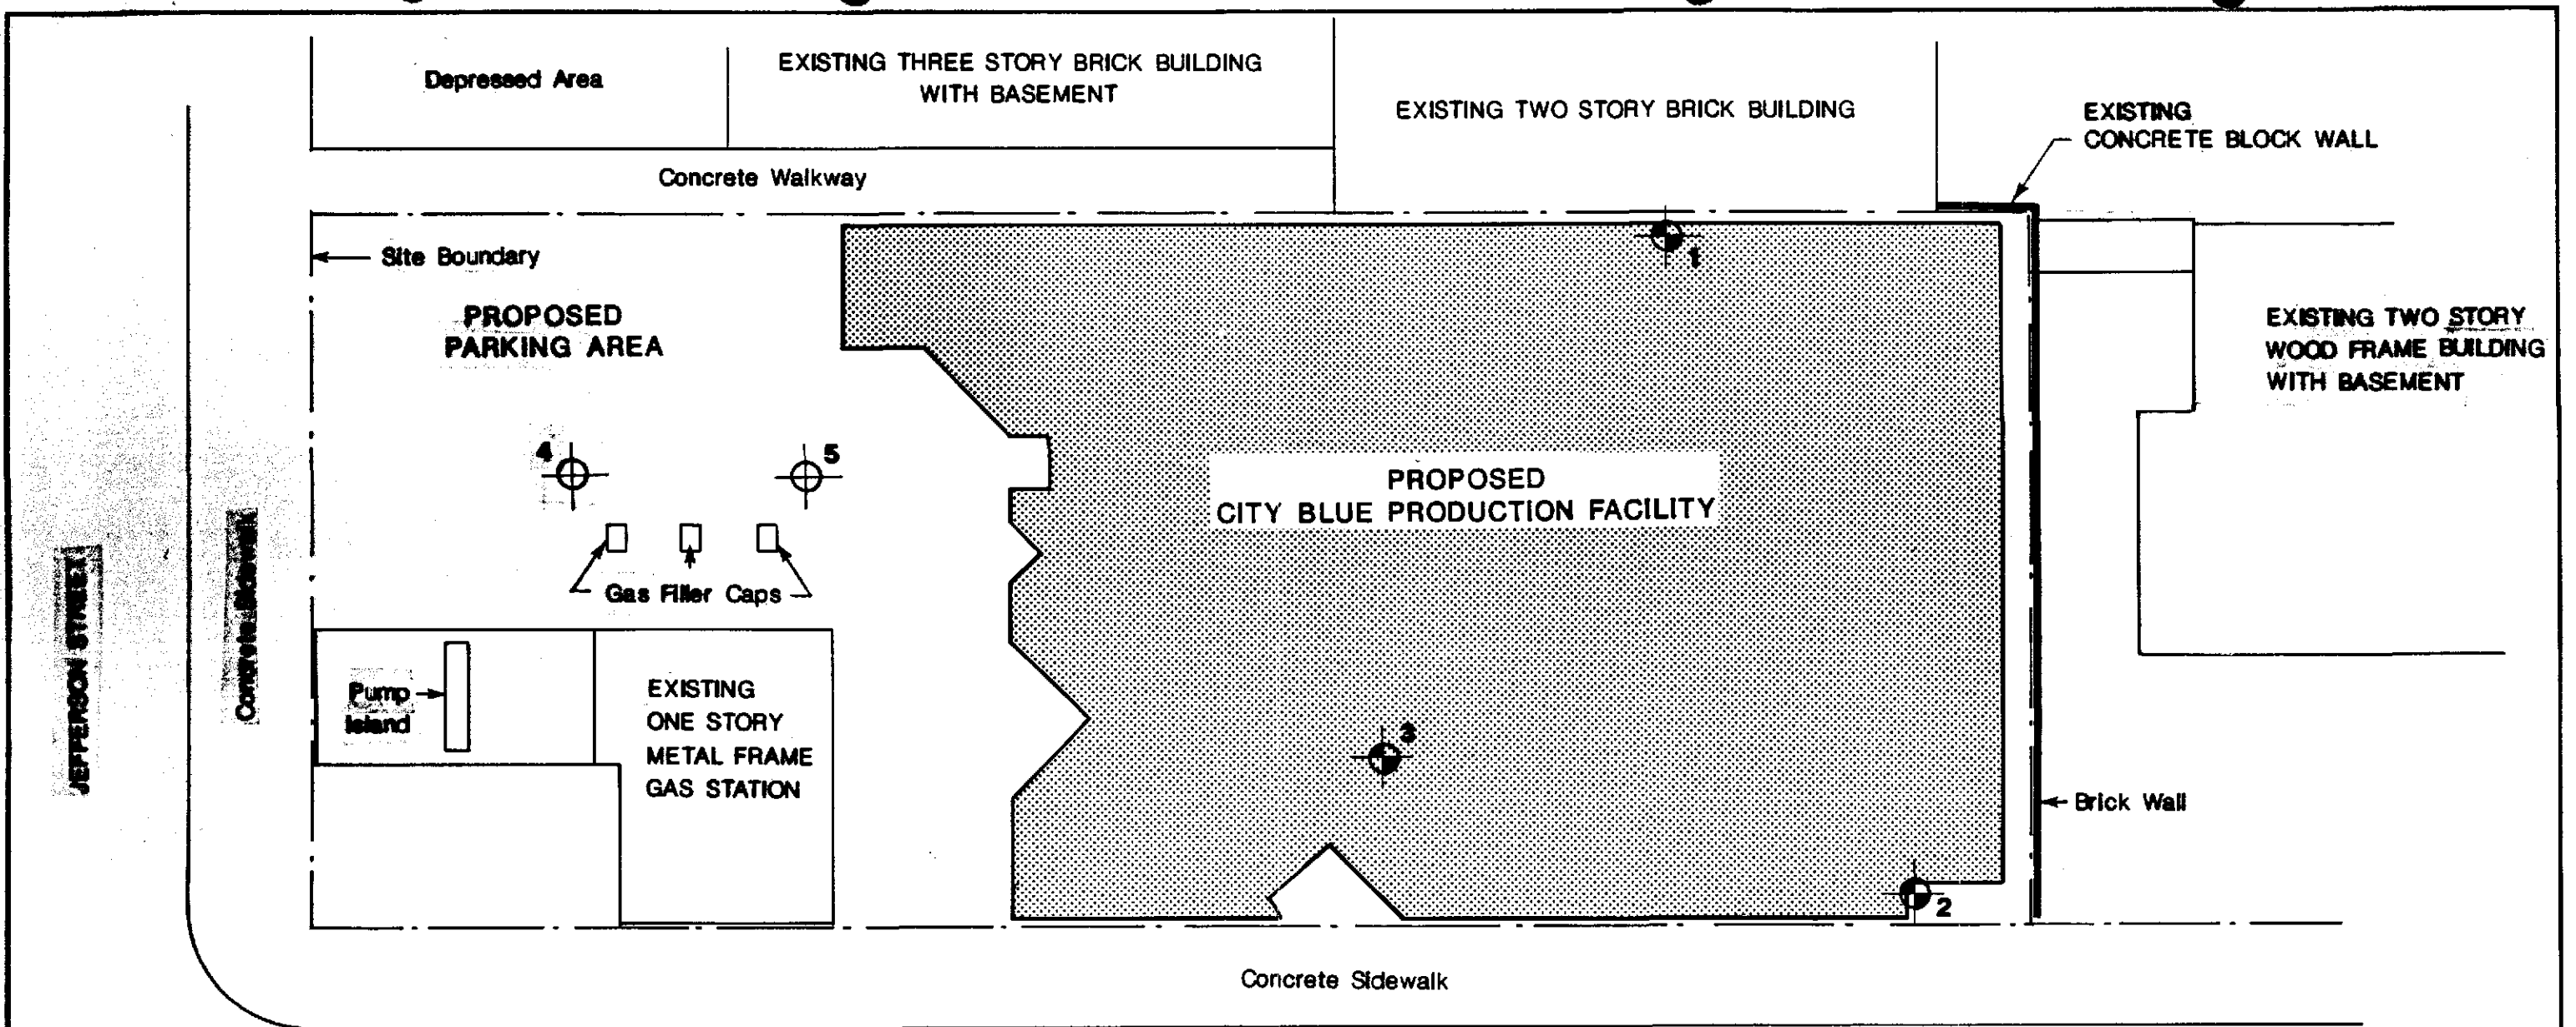 Depressed Area
EXISTING THREE STORY BRICK BUILDING
WITH BASEMENT
EXISTING TWO STORY BRICK BUILDING
EXISTING
CONCRETE BLOCK WALL
Concrete Walkway
Site Boundary
PROPOSED
PARKING AREA
1
EXISTING TWO STORY
WOOD FRAME BUILDING
WITH BASEMENT
4
5
PROPOSED
CITY BLUE PRODUCTION FACILITY
Gas Filler Caps
JEFFERSON STREET
Concrete Sidewalk
Pump
Island
EXISTING
ONE STORY
METAL FRAME
GAS STATION
3
Brick Wall
2
Concrete Sidewalk